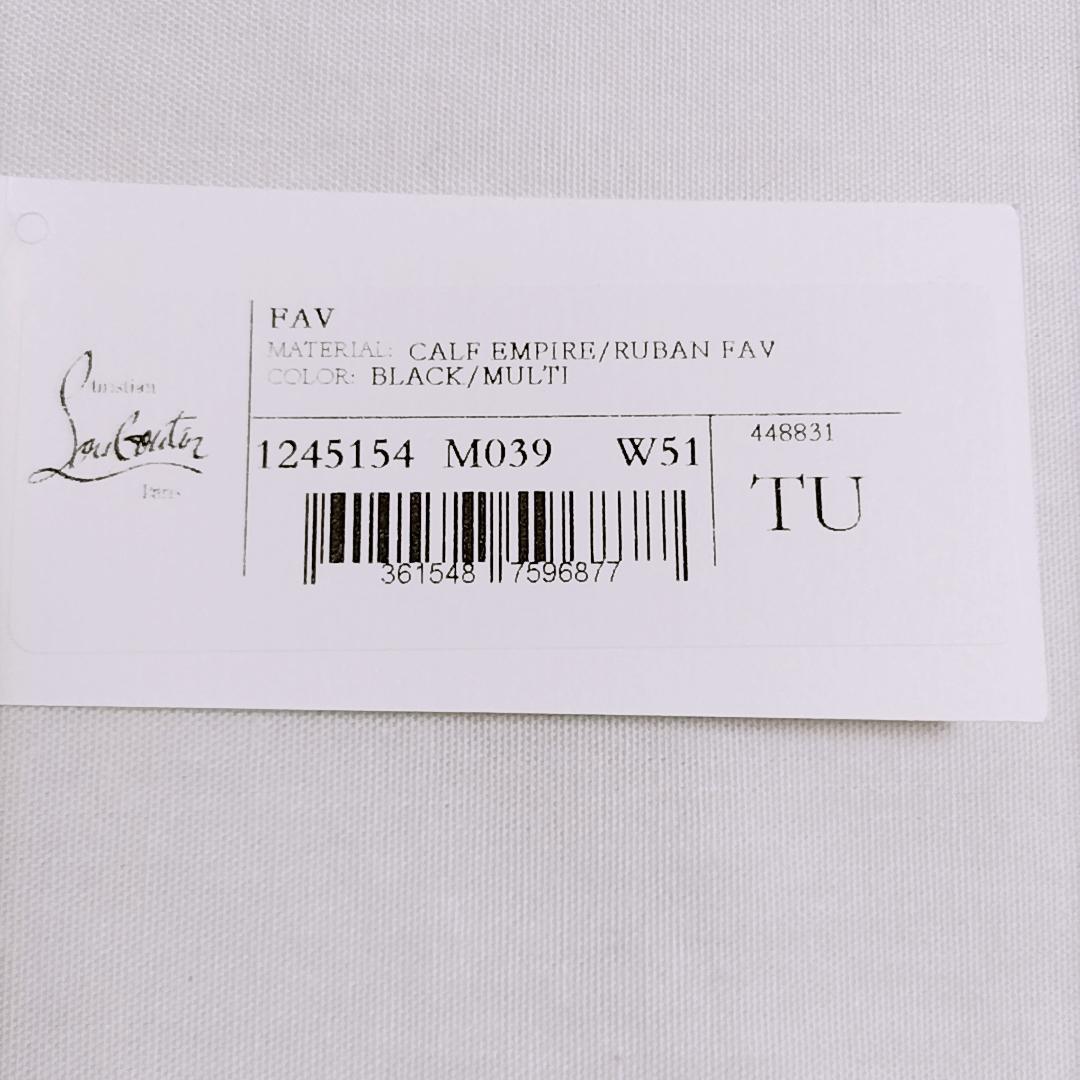 Christian
Louboutin
Paris
FAV
MATERIAL: CALF EMPIRE/RUBAN FAV
COLOR: BLACK/MULTI
1245154 M039 W51
361548 7596877
448831
TU